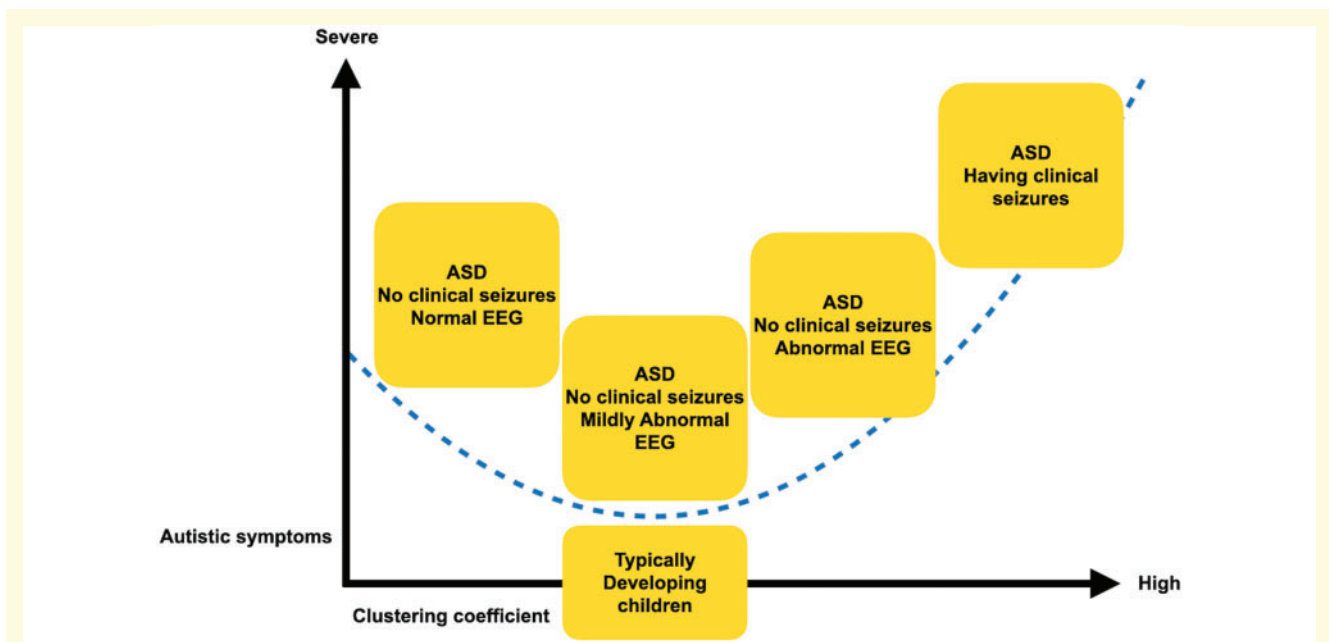 Severe
ASD
Having clinical
seizures
ASD
No clinical seizures
Normal EEG
ASD
No clinical seizures
Abnormal EEG
ASD
No clinical seizures
Mildly Abnormal
EEG
Autistic symptoms
Typically
Developing
children
High
Clustering coefficient